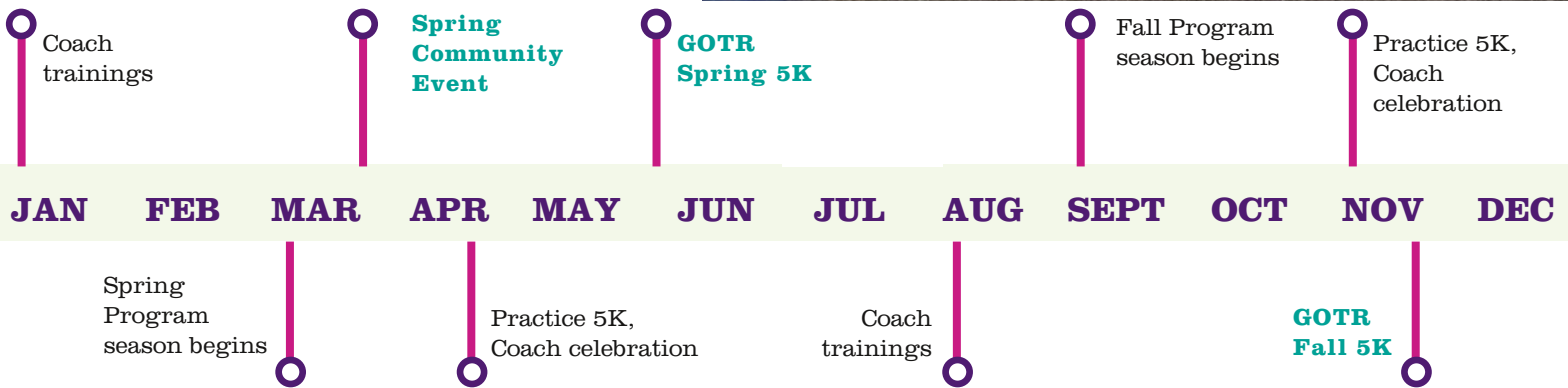 Coach
trainings
Spring
Community
Event
GOTR
Spring 5K
Fall Program
season begins
Practice 5K,
Coach
celebration
JAN FEB MAR APR MAY JUN JUL AUG SEPT OCT NOV DEC
Spring
Program
season begins
Practice 5K,
Coach celebration
Coach
trainings
GOTR
Fall 5K